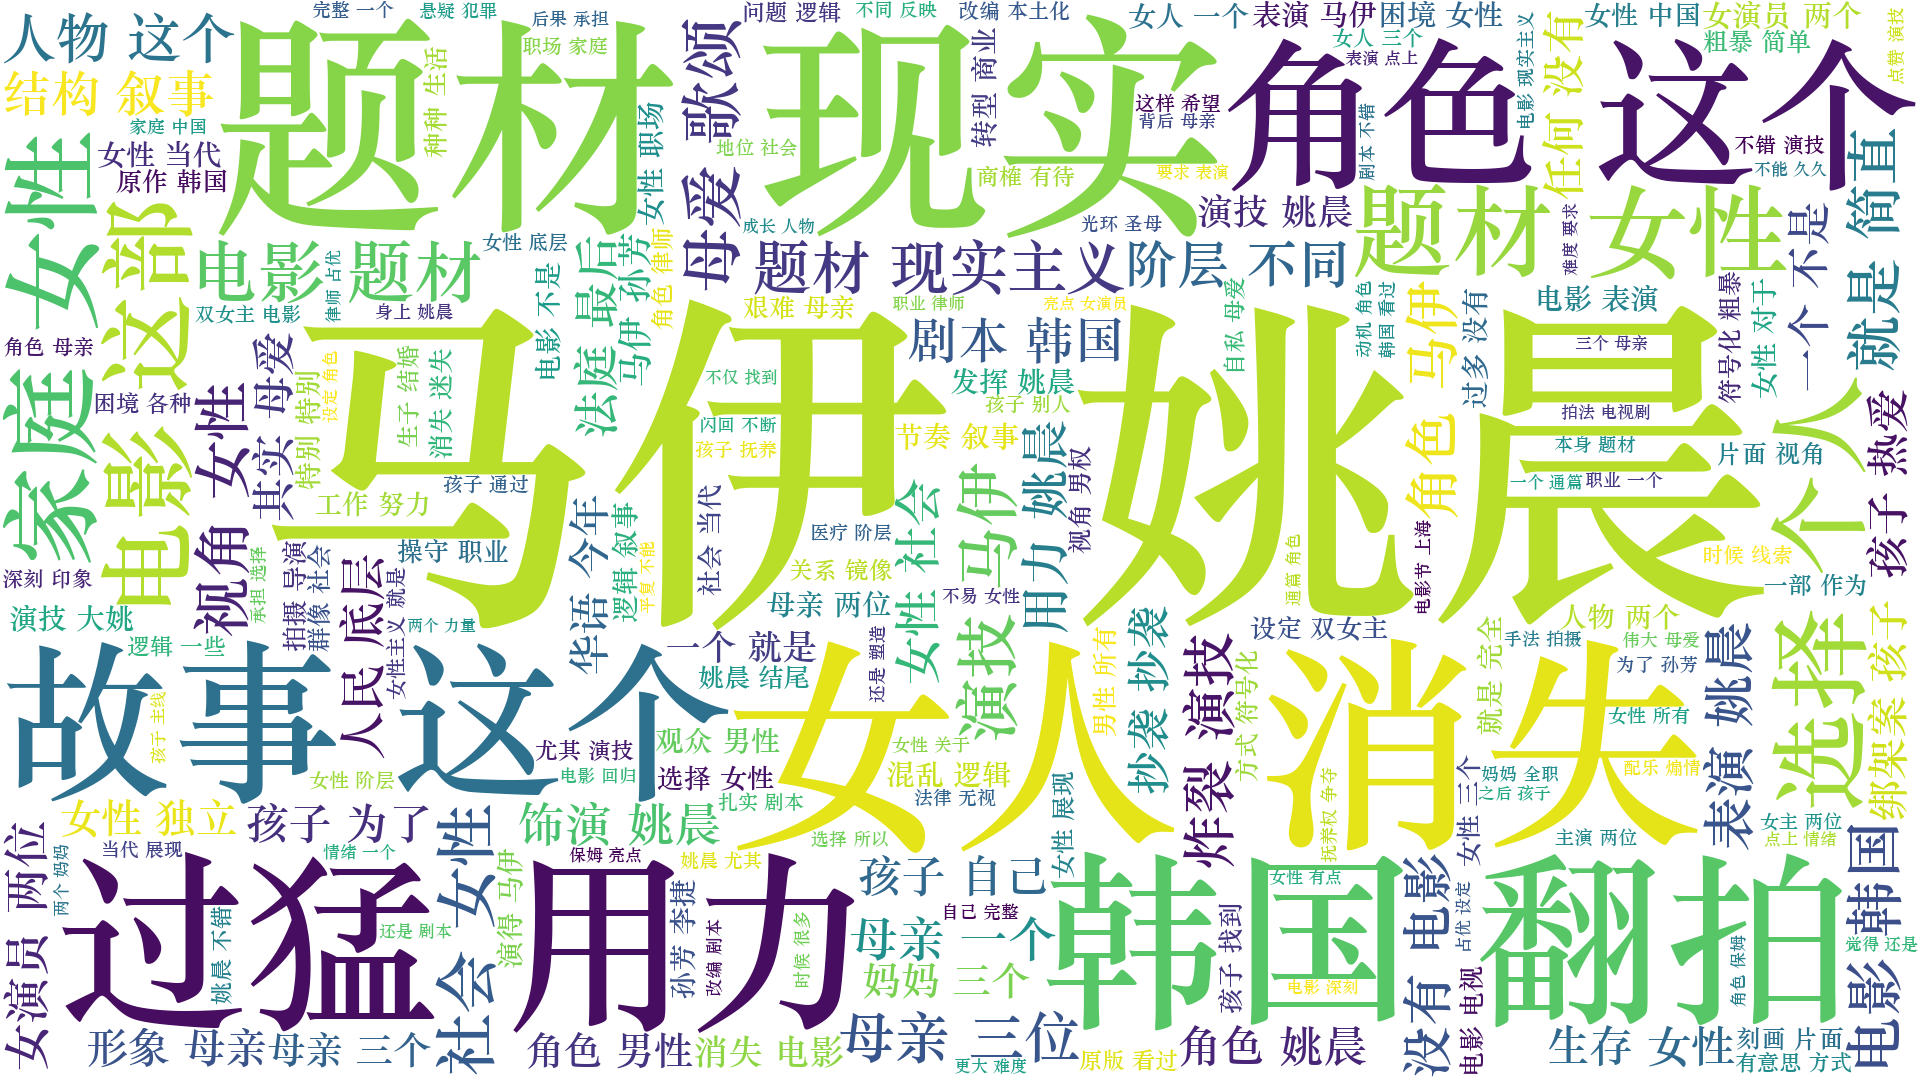 人物 这个
完整 一个
悬疑 犯罪
后果 承担
问题 逻辑
不同 反映
改编 本土化
女人 一个
表演 马伊
困境 女性
女性 中国
女演员 两个
题材 现实
角色 这个
结构 叙事
职场 家庭
种种 生活
歌颂 母爱
转型 商业
女人 三个
表演 点上
电影 现实主义
任何 没有
粗暴 简单
点赞 演技
家庭 女性
家庭 中国
女性 当代
原作 韩国
女性 职场
地位 社会
这样 希望
背后 母亲
商榷 有待
要求 表演
剧本 不错
不错 演技
不能 久久
就是 简直
电影 这部
演技 姚晨
题材 女性
成长 人物
光环 圣母
难度 要求
一个 不是
电影 题材
女性 底层
律师 占优
双女主 电影
身上 姚晨
电影 不是
法庭 最后
马伊 孙芳
角色 律师
题材 现实主义
阶层 不同
艰难 母亲
职业 律师
亮点 女演员
剧本 韩国
自私 母爱
动机 角色
韩国 看过
角色 马伊
过多 没有
电影 表演
符号化 粗暴
女性 对于
三个 母亲
角色 母亲
困境 各种
视角 女性
其实 母爱
特别 特别
设定 角色
生子 结婚
消失 迷失
马伊 姚晨
不仅 找到
发挥 姚晨
闪回 不断
孩子 别人
孩子 抚养
节奏 叙事
拍法 电视剧
本身 题材
一个 通篇
职业 一个
片面 视角
个人
孩子 热爱
工作 努力
孩子 通过
华语 今年
社会 当代
医疗 阶层
女性 社会
演技 马伊
用力 姚晨
视角 男权
通篇 角色
电影节 上海
时候 线索
深刻 印象
承担 选择
拍摄 导演
群像 社会
人民 底层
操守 职业
逻辑 叙事
平复 不能
关系 镜像
母亲 两位
不易 女性
一部 作为
演技 大姚
逻辑 一些
女性主义 就是
两个 力量
一个 就是
姚晨 结尾
还是 塑造
男性 所有
抄袭 抄袭
炸裂 演技
设定 双女主
方式 符号化
人物 两个
手法 拍摄
伟大 母爱
为了 孙芳
就是 完全
表演 姚晨
选择
绑架案 孩子
故事 这个
孩子 主线
女人 消失
尤其 演技
观众 男性
女性 关于
电影 回归
选择 女性
混乱 逻辑
法律 无视
女性 所有
配乐 煽情
妈妈 全职
之后 孩子
女性 阶层
女性 独立
孩子 为了
饰演 姚晨
扎实 剧本
女性 展现
抚养权 争夺
女性 三个
主演 两位
女主 两位
点上 情绪
当代 展现
情绪 一个
社会 女性
保姆 亮点
姚晨 尤其
选择 所以
女演员 两位
两个 妈妈
过猛 用力
姚晨 不错
还是 剧本
演得 马伊
孙芳 李捷
改编 剧本
时候 很多
孩子 自己
自己 完整
母亲 一个
妈妈 三个
孩子 找到
女性 有点
韩国 翻拍
电影 深刻
没有 电影
占优 设定
电影 电视
角色 保姆
电影 韩国
觉得 还是
形象 母亲
母亲 三个
角色 男性
消失 电影
母亲 三位
更大 难度
原版 看过
角色 姚晨
生存 女性
刻画 片面
有意思 方式